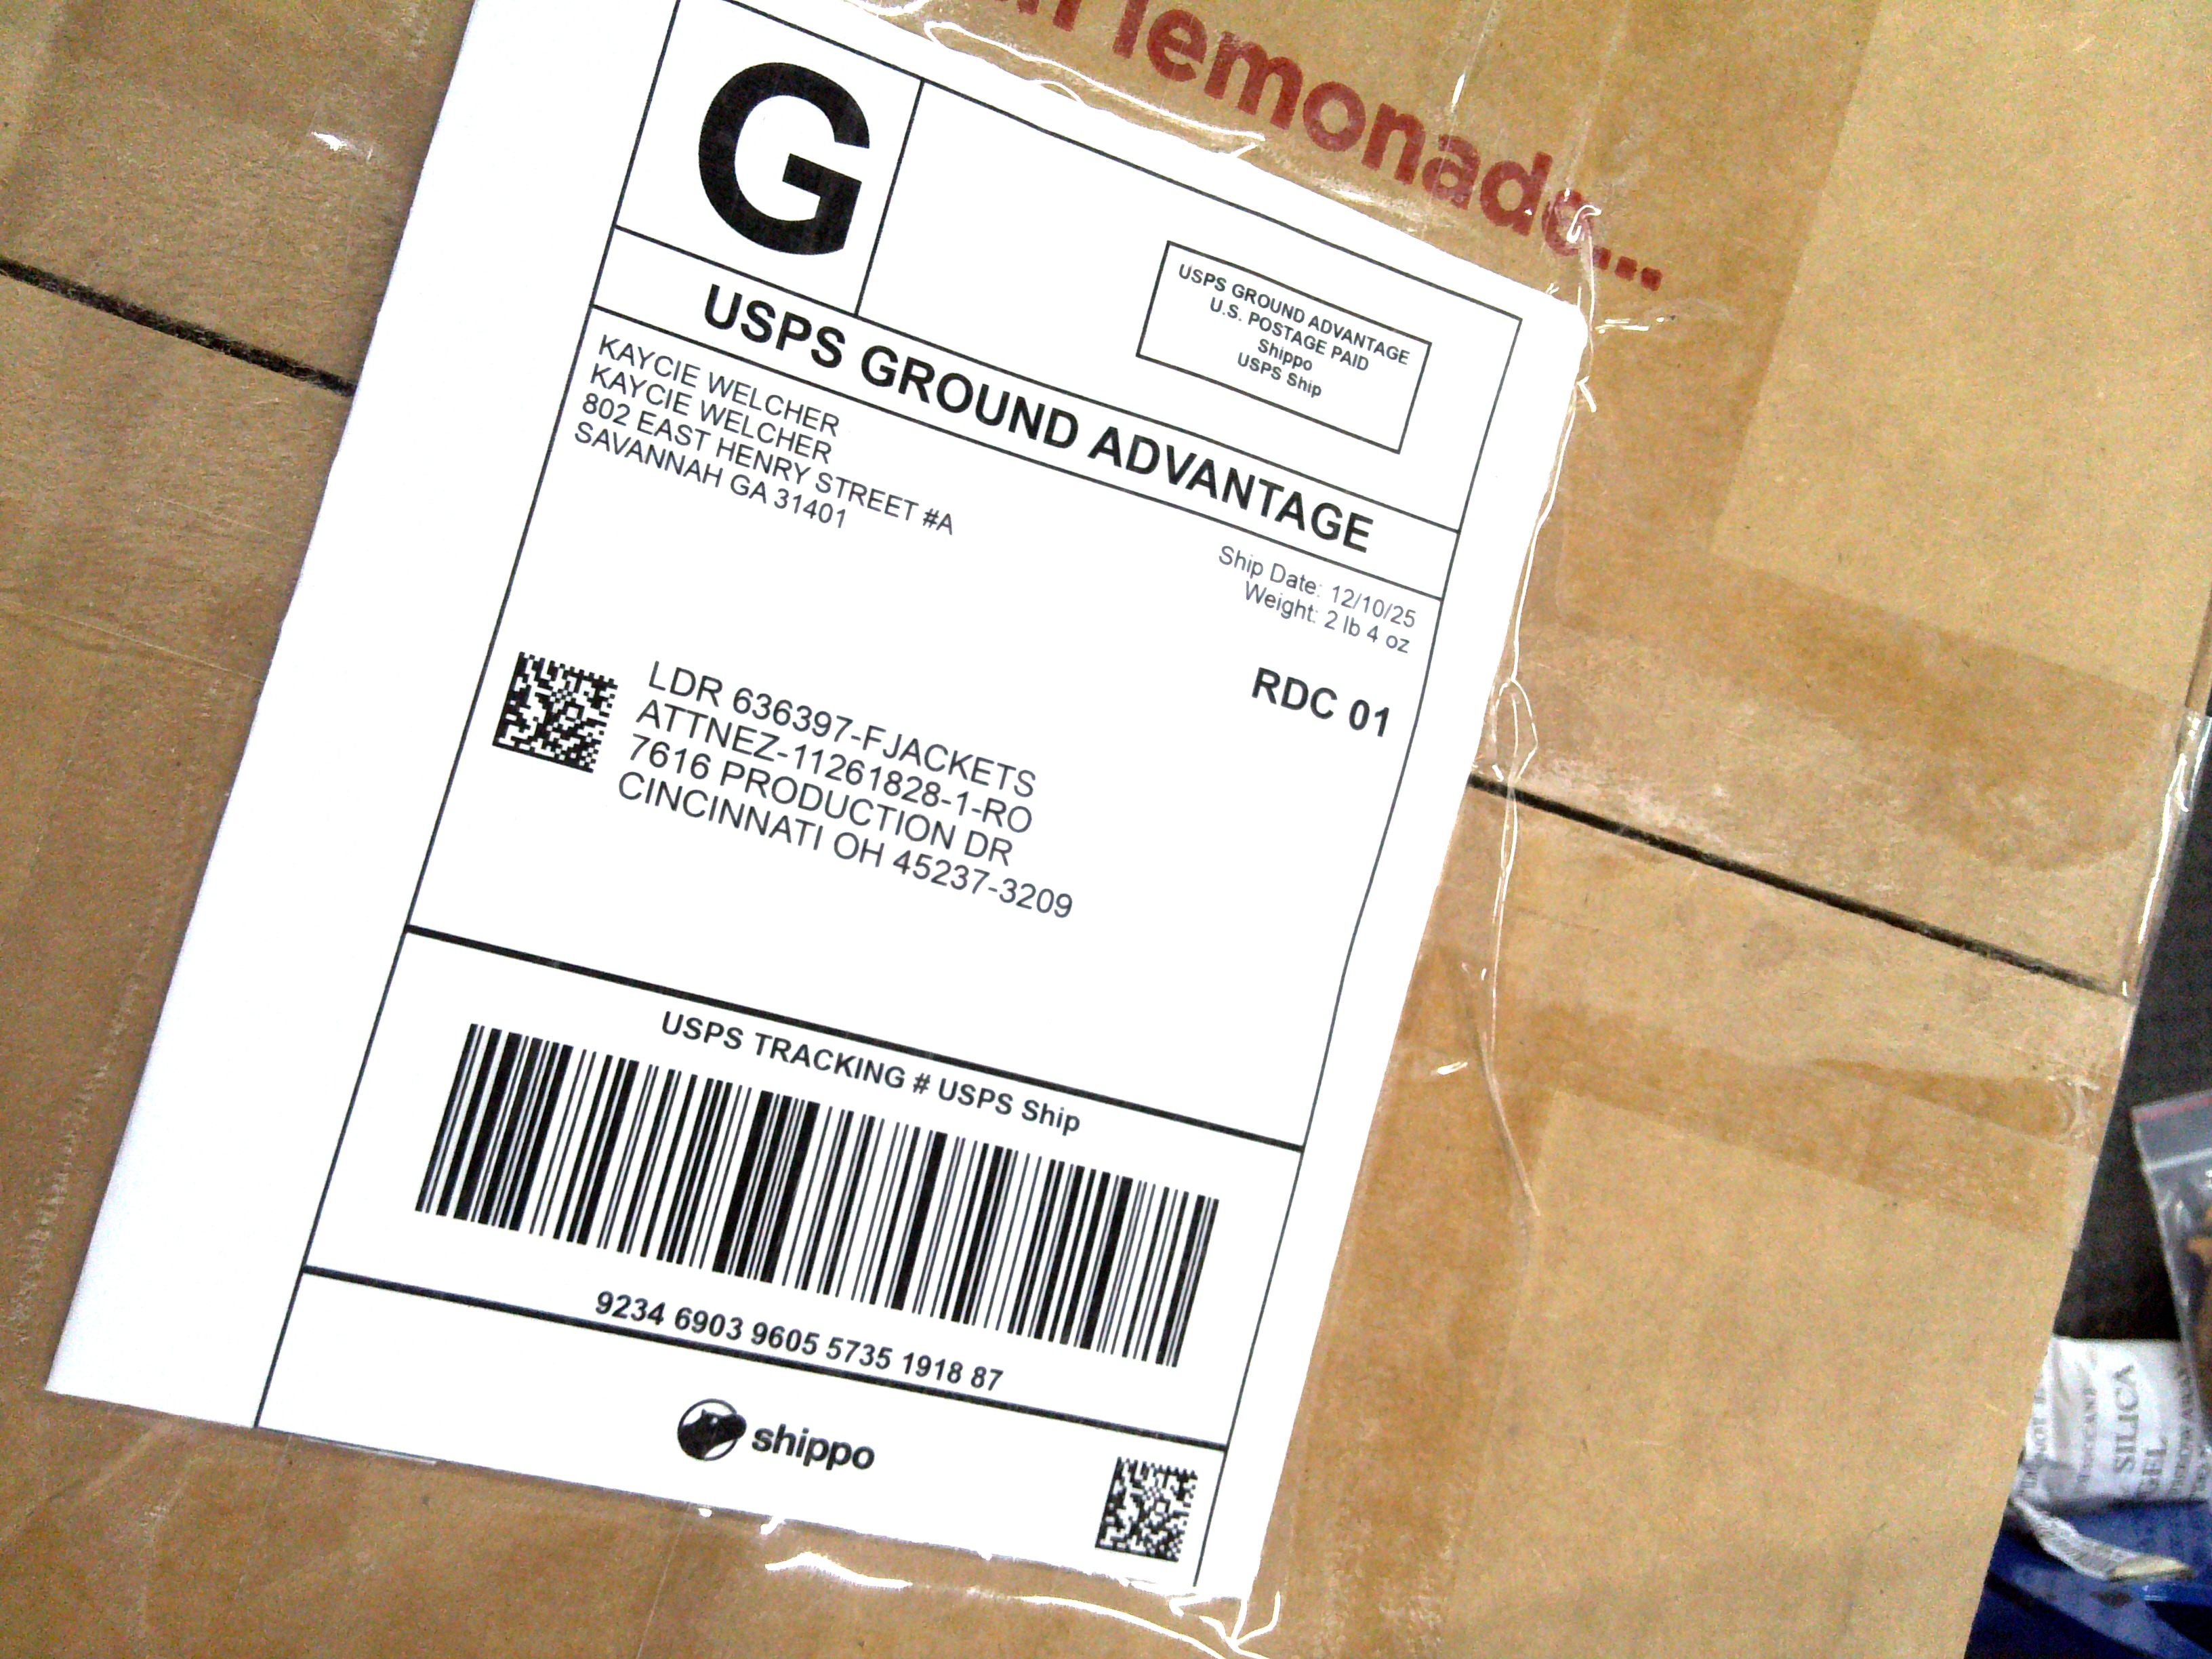 lemonade...
G
USPS GROUND ADVANTAGE
U.S. POSTAGE PAID
Shippo
USPS Ship
USPS GROUND ADVANTAGE
KAYCIE WELCHER
KAYCIE WELCHER
802 EAST HENRY STREET #A
SAVANNAH GA 31401
Ship Date: 12/10/25
Weight: 2 lb 4 oz
RDC 01
LDR 636397-FJACKETS
ATTNEZ-11261828-1-RO
7616 PRODUCTION DR
CINCINNATI OH 45237-3209
USPS TRACKING # USPS Ship
9234 6903 9605 5735 1918 87
shippo
SILICA
GEL